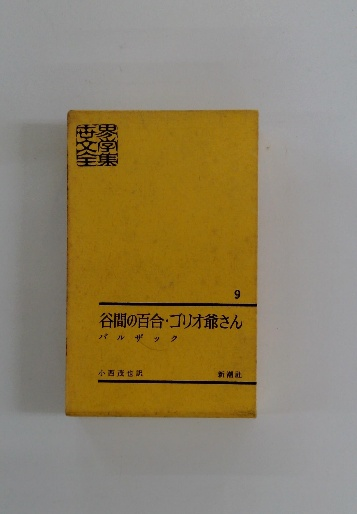 世界
文学
全集
9
谷間の百合・ゴリオ爺さん
バルザック
小西茂也訳 新潮社